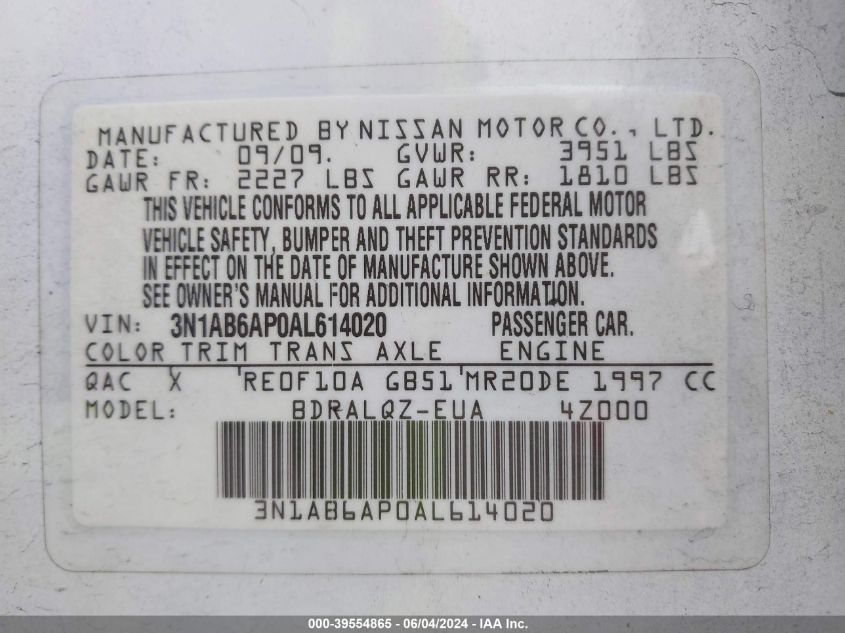 MANUFACTURED BY NISSAN MOTOR CO., LTD.
DATE: 09/09. GVWR: 3951 LBS
GAWR FR: 2227 LBS GAWR RR: 1810 LBS
THIS VEHICLE CONFORMS TO ALL APPLICABLE FEDERAL MOTOR
VEHICLE SAFETY, BUMPER AND THEFT PREVENTION STANDARDS
IN EFFECT ON THE DATE OF MANUFACTURE SHOWN ABOVE.
SEE OWNER'S MANUAL FOR ADDITIONAL INFORMATION.
VIN: 3N1AB6AP0AL614020 PASSENGER CAR.
COLOR TRIM TRANS AXLE ENGINE
QAC X RE0F10A GB51 MR20DE 1997 CC
MODEL: BDRALQZ-EUA 4Z000
3N1AB6AP0AL614020
000-39554865 - 06/04/2024 - IAA Inc.